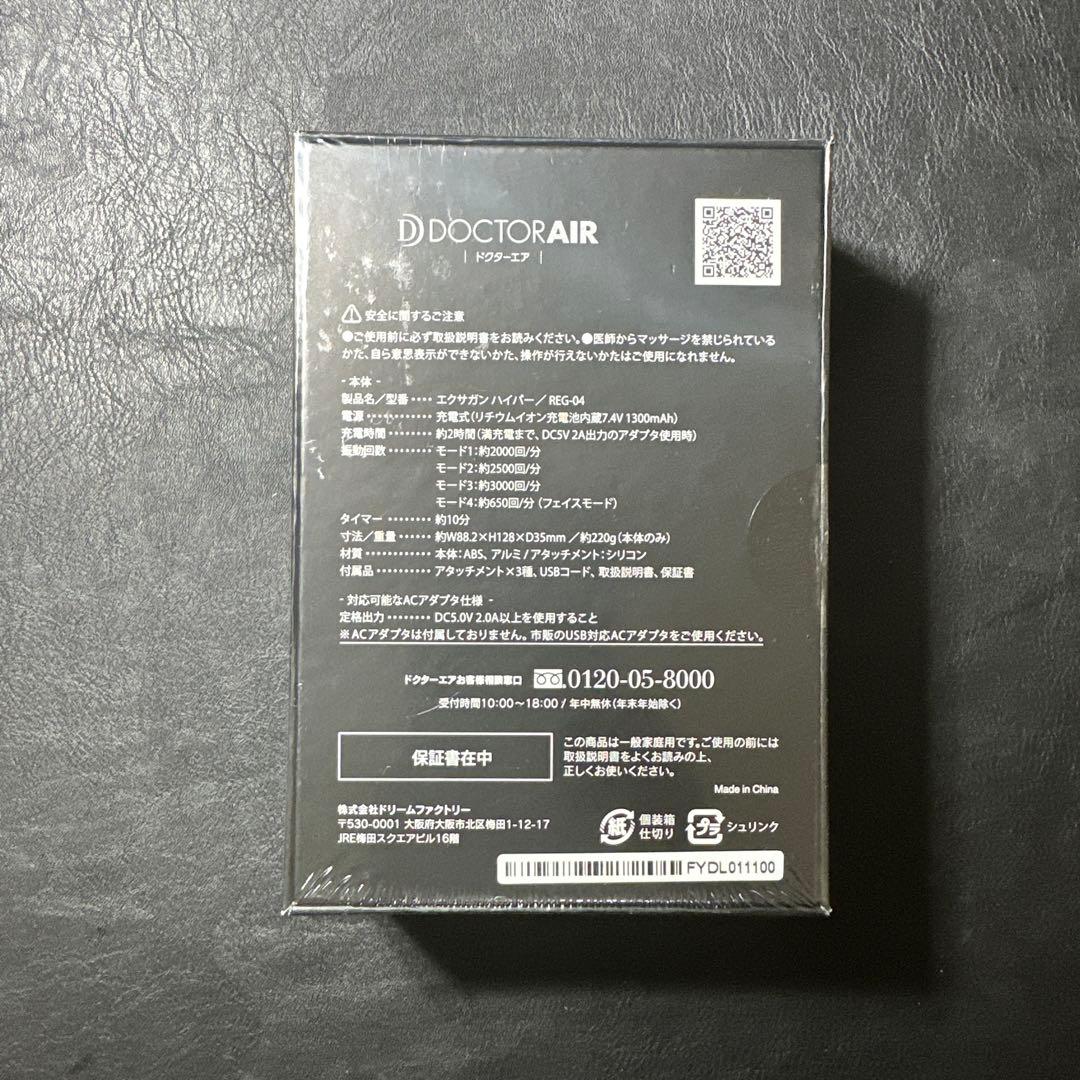 DOCTORAIR
| ドクターエア |
安全に関するご注意
●ご使用前に必ず取扱説明書をお読みください。●医師からマッサージを禁じられている
かた、自ら意思表示ができないかた、操作が行えないかたはご使用になれません。
- 本体 -
製品名／型番 ････ エクサガン ハイパー／ REG-04
電源 ･･･････････ 充電式（リチウムイオン充電池内蔵7.4V 1300mAh）
充電時間 ････････ 約2時間（満充電まで、DC5V 2A出力のアダプタ使用時）
振動回数 ････････ モード1：約2000回/分
モード2：約2500回/分
モード3：約3000回/分
モード4：約650回/分（フェイスモード）
タイマー ････････ 約10分
寸法／重量 ･･････ 約W88.2×H128×D35mm ／約220g（本体のみ）
材質 ･･･････････ 本体：ABS、アルミ / アタッチメント：シリコン
付属品 ･･････････ アタッチメント×3種、USBコード、取扱説明書、保証書
- 対応可能なACアダプタ仕様 -
定格出力 ････････ DC5.0V 2.0A以上を使用すること
※ACアダプタは付属しておりません。市販のUSB対応ACアダプタをご使用ください。
ドクターエアお客様相談窓口 0120-05-8000
受付時間10:00～18:00 / 年中無休（年末年始除く）
保証書在中
この商品は一般家庭用です。ご使用の前には
取扱説明書をよくお読みの上、
正しくお使いください。
Made in China
株式会社ドリームファクトリー
〒530-0001 大阪府大阪市北区梅田1-12-17
JRE梅田スクエアビル16階
紙 個装箱
仕切り
プラ シュリンク
FYDL011100